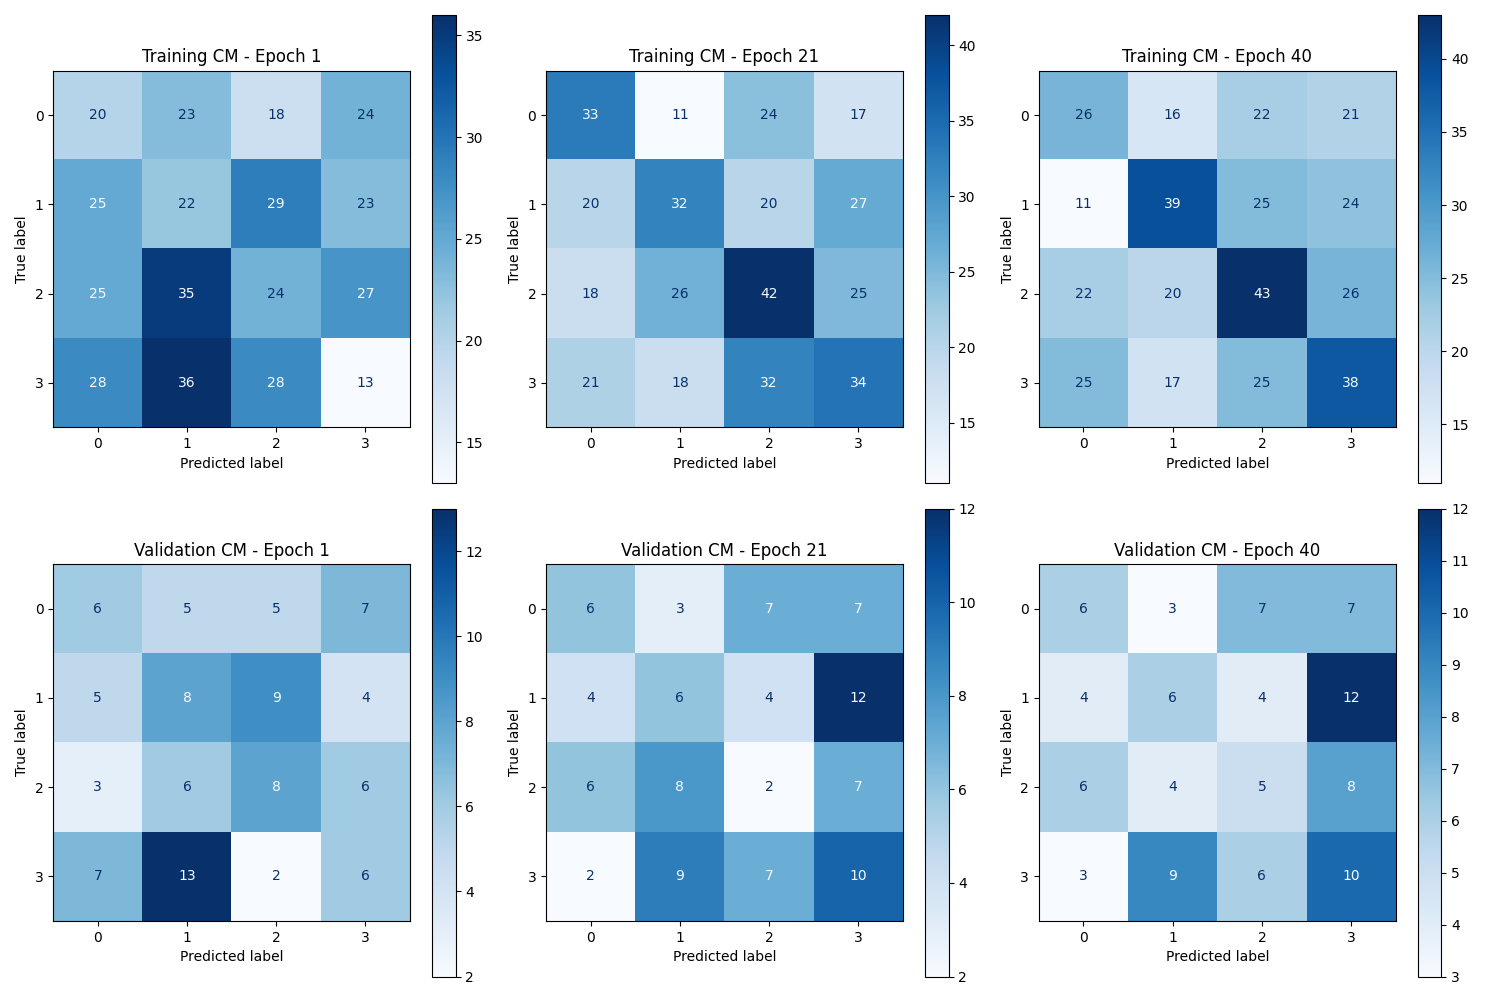 Training CM - Epoch 1
0 20 23 18 24
1 25 22 29 23
2 25 35 24 27
3 28 36 28 13
0 1 2 3
Predicted label
True label
35
30
25
20
15
Training CM - Epoch 21
0 33 11 24 17
1 20 32 20 27
2 18 26 42 25
3 21 18 32 34
0 1 2 3
Predicted label
True label
40
35
30
25
20
15
Training CM - Epoch 40
0 26 16 22 21
1 11 39 25 24
2 22 20 43 26
3 25 17 25 38
0 1 2 3
Predicted label
True label
40
35
30
25
20
15
Validation CM - Epoch 1
0 6 5 5 7
1 5 8 9 4
2 3 6 8 6
3 7 13 2 6
0 1 2 3
Predicted label
True label
12
10
8
6
4
2
Validation CM - Epoch 21
0 6 3 7 7
1 4 6 4 12
2 6 8 2 7
3 2 9 7 10
0 1 2 3
Predicted label
True label
12
10
8
6
4
2
Validation CM - Epoch 40
0 6 3 7 7
1 4 6 4 12
2 6 4 5 8
3 3 9 6 10
0 1 2 3
Predicted label
True label
12
11
10
9
8
7
6
5
4
3